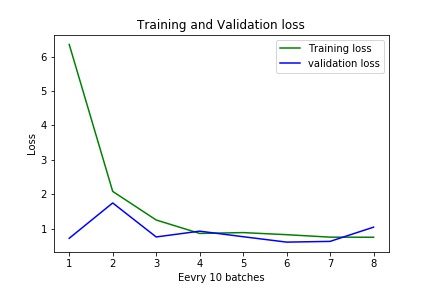 Training and Validation loss
Training loss
validation loss
Loss
6
5
4
3
2
1
1 2 3 4 5 6 7 8
Eevry 10 batches